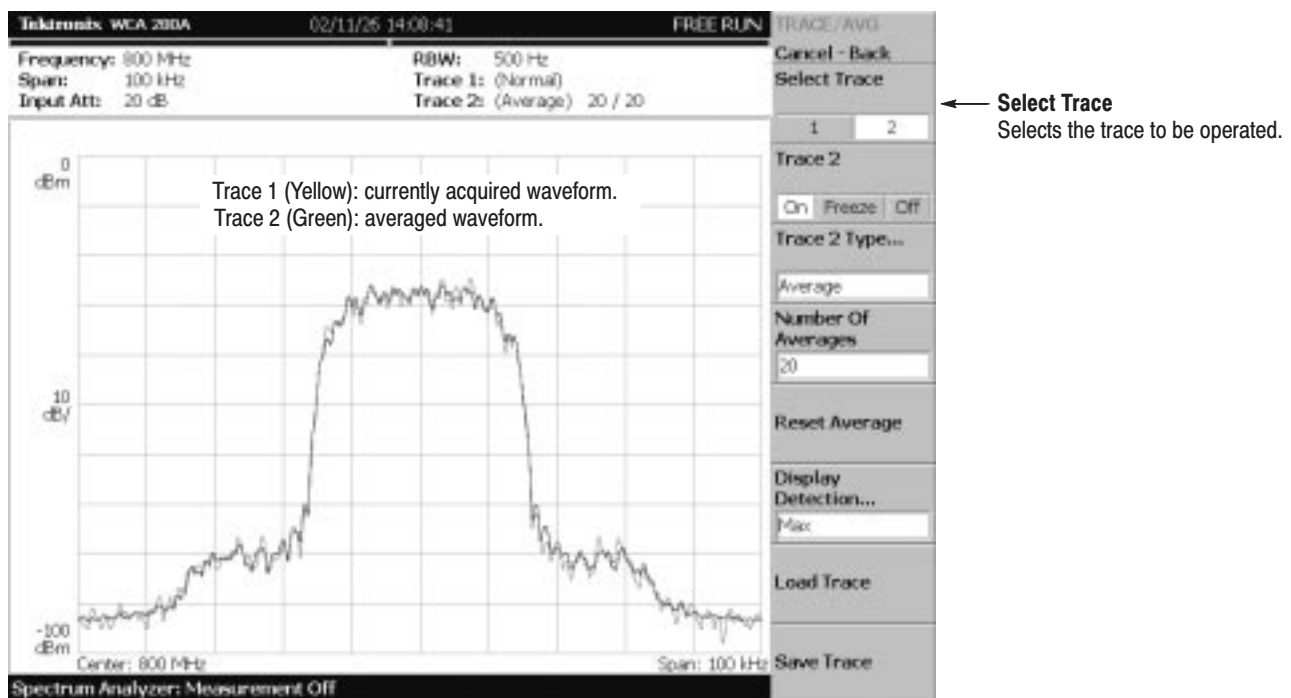 Tektronix WCA 200A 02/11/26 14:08:41 FREE RUN
Frequency: 800 MHz RBW: 500 Hz
Span: 100 kHz Trace 1: (Normal)
Input Att: 20 dB Trace 2: (Average) 20 / 20
0
dBm
Trace 1 (Yellow): currently acquired waveform.
Trace 2 (Green): averaged waveform.
10
dB/
-100
dBm
Center: 800 MHz Span: 100 kHz
Spectrum Analyzer: Measurement Off
TRACE/AVG
Cancel - Back
Select Trace
1 2
Trace 2
On Freeze Off
Trace 2 Type...
Average
Number Of
Averages
20
Reset Average
Display
Detection...
Max
Load Trace
Save Trace
Select Trace
Selects the trace to be operated.